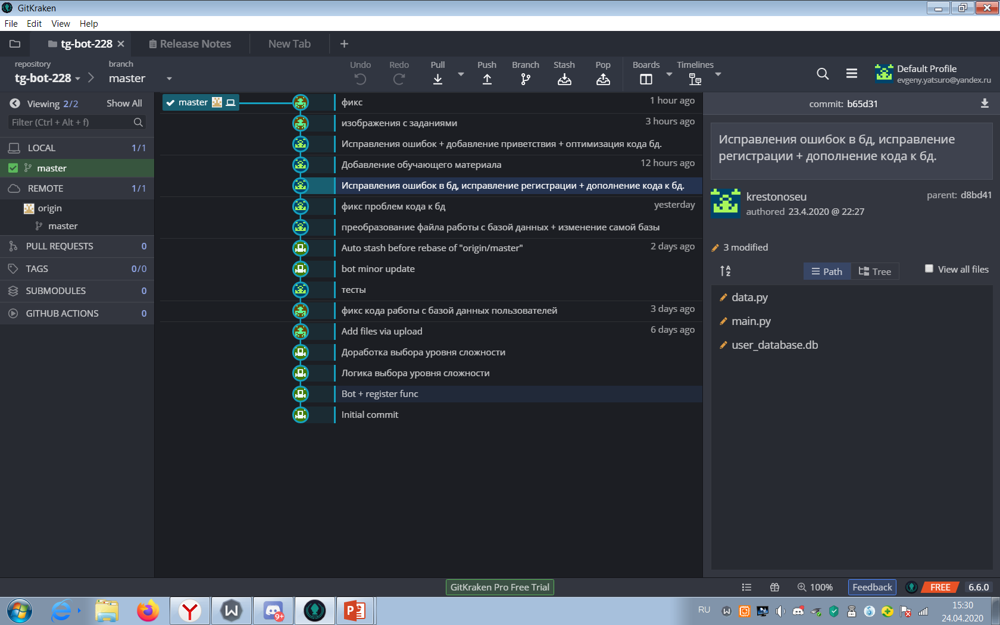 GitKraken
File Edit View Help
tg-bot-228 Release Notes New Tab
repository branch
tg-bot-228 master
Undo Redo Pull Push Branch Stash Pop Boards Timelines
Default Profile
evgeny.yatsuro@yandex.ru
Viewing 2/2 Show All
Filter (Ctrl + Alt + f)
LOCAL 1/1
master
REMOTE 1/1
origin
master
PULL REQUESTS 0
TAGS 0/0
SUBMODULES 0
GITHUB ACTIONS 0
master фикс 1 hour ago
изображения с заданиями 3 hours ago
Исправления ошибок + добавление приветствия + оптимизация кода бд.
Добавление обучающего материала 12 hours ago
Исправления ошибок в бд, исправление регистрации + дополнение кода к бд.
фикс проблем кода к бд yesterday
преобразование файла работы с базой данных + изменение самой базы
Auto stash before rebase of "origin/master" 2 days ago
bot minor update
тесты
фикс кода работы с базой данных пользователей 3 days ago
Add files via upload 6 days ago
Доработка выбора уровня сложности
Логика выбора уровня сложности
Bot + register func
Initial commit
commit: b65d31
Исправления ошибок в бд, исправление
регистрации + дополнение кода к бд.
krestonoseu parent: d8bd41
authored 23.4.2020 @ 22:27
3 modified
Path Tree View all files
data.py
main.py
user_database.db
GitKraken Pro Free Trial 100% Feedback FREE 6.6.0
9+ RU 15:30
24.04.2020